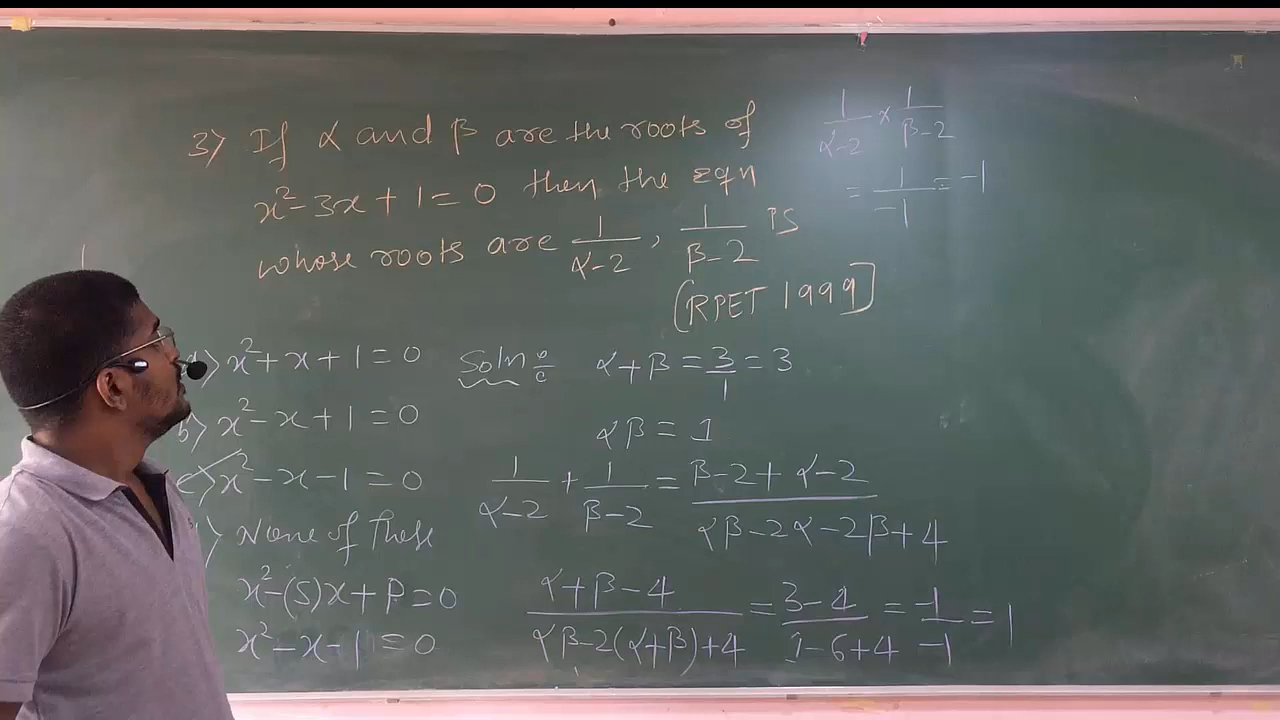 3) If α and β are the roots of
x² - 3x + 1 = 0 then the eqn
whose roots are 1/(α-2), 1/(β-2) is
[RPET 1999]
1/(α-2) × 1/(β-2)
= 1/-1 = -1
a) x² + x + 1 = 0
b) x² - x + 1 = 0
c) x² - x - 1 = 0
) None of these
x² - (S)x + P = 0
x² - x - 1 = 0
Soln: α + β = 3/1 = 3
αβ = 1
1/(α-2) + 1/(β-2) = (β-2+α-2)/(αβ-2α-2β+4)
(α+β-4)/(αβ-2(α+β)+4) = (3-4)/(1-6+4) = -1/-1 = 1